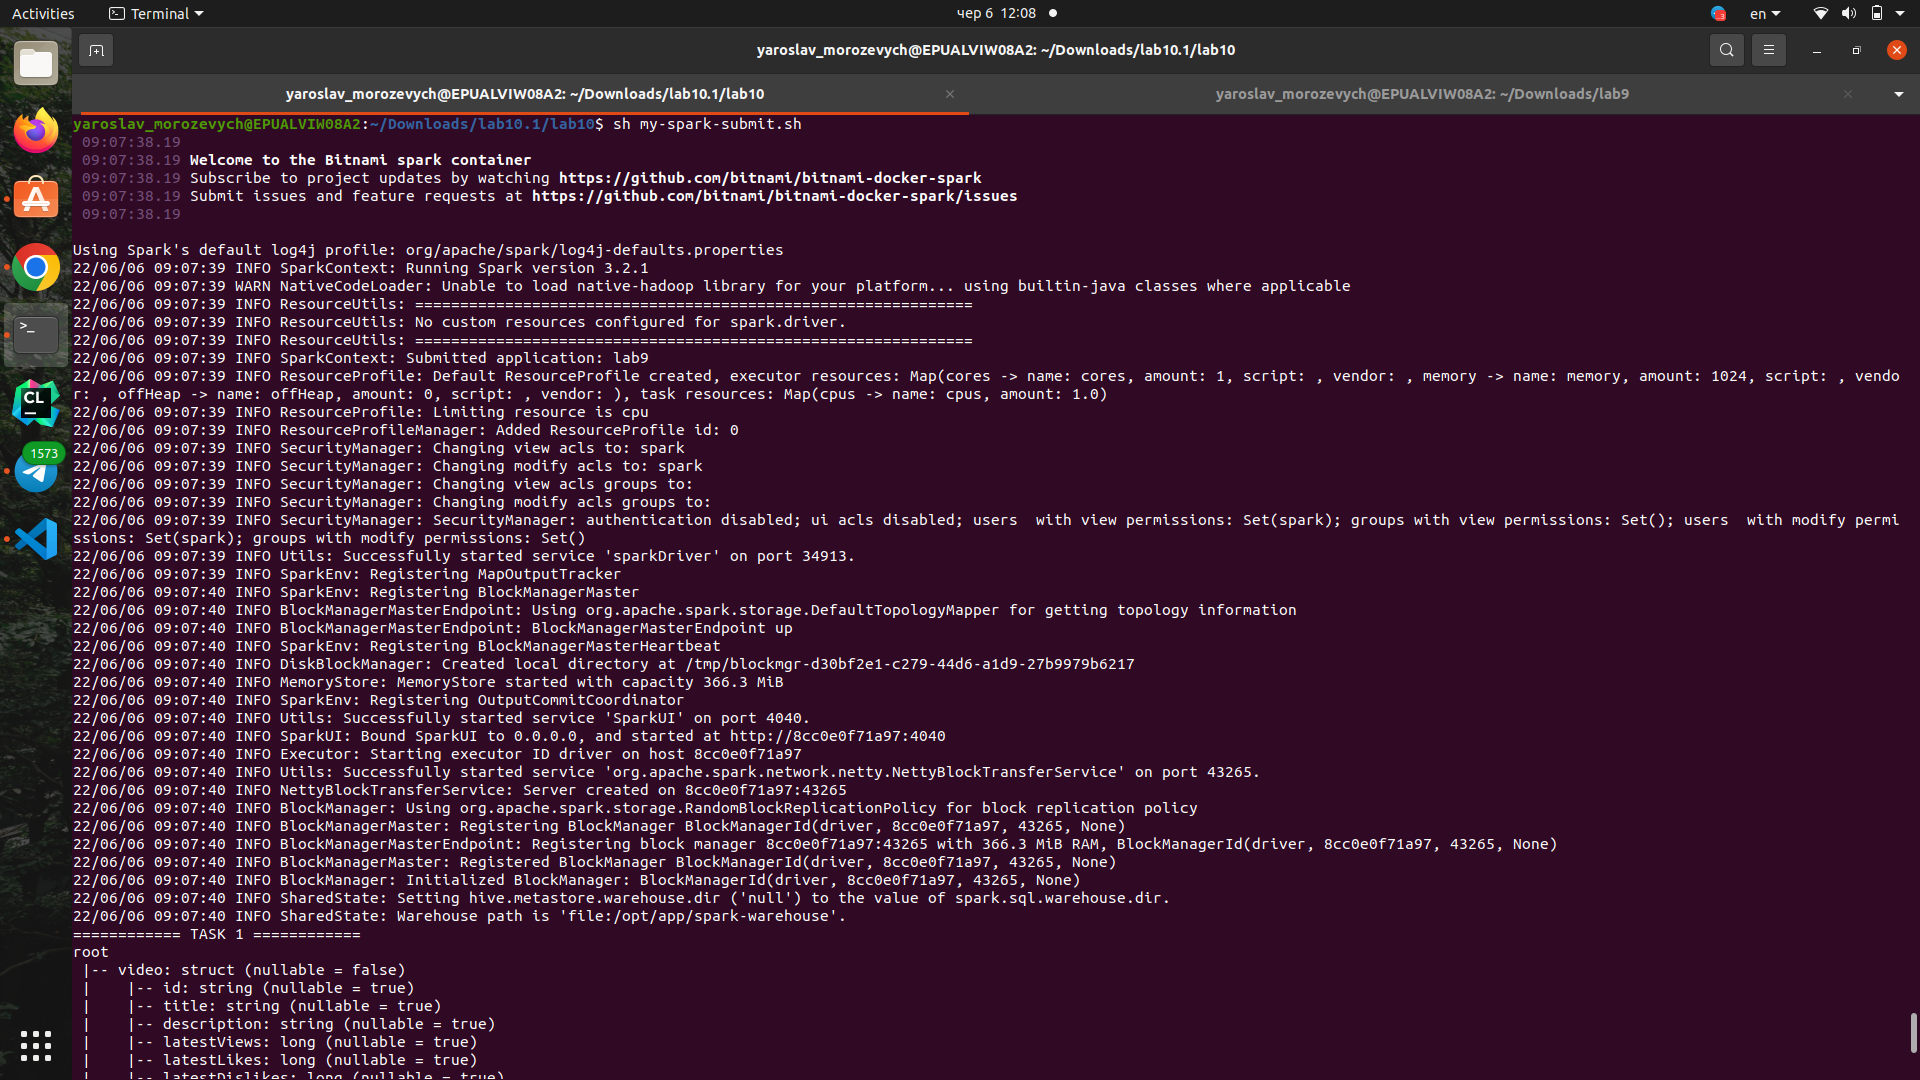 Activities
Terminal
чер 6 12:08
en
yaroslav_morozevych@EPUALVIW08A2: ~/Downloads/lab10.1/lab10
yaroslav_morozevych@EPUALVIW08A2: ~/Downloads/lab10.1/lab10
yaroslav_morozevych@EPUALVIW08A2: ~/Downloads/lab9
yaroslav_morozevych@EPUALVIW08A2:~/Downloads/lab10.1/lab10$ sh my-spark-submit.sh
09:07:38.19
09:07:38.19 Welcome to the Bitnami spark container
09:07:38.19 Subscribe to project updates by watching https://github.com/bitnami/bitnami-docker-spark
09:07:38.19 Submit issues and feature requests at https://github.com/bitnami/bitnami-docker-spark/issues
09:07:38.19
Using Spark's default log4j profile: org/apache/spark/log4j-defaults.properties
22/06/06 09:07:39 INFO SparkContext: Running Spark version 3.2.1
22/06/06 09:07:39 WARN NativeCodeLoader: Unable to load native-hadoop library for your platform... using builtin-java classes where applicable
22/06/06 09:07:39 INFO ResourceUtils: ==============================================================
22/06/06 09:07:39 INFO ResourceUtils: No custom resources configured for spark.driver.
22/06/06 09:07:39 INFO ResourceUtils: ==============================================================
22/06/06 09:07:39 INFO SparkContext: Submitted application: lab9
22/06/06 09:07:39 INFO ResourceProfile: Default ResourceProfile created, executor resources: Map(cores -> name: cores, amount: 1, script: , vendor: , memory -> name: memory, amount: 1024, script: , vendo
r: , offHeap -> name: offHeap, amount: 0, script: , vendor: ), task resources: Map(cpus -> name: cpus, amount: 1.0)
22/06/06 09:07:39 INFO ResourceProfile: Limiting resource is cpu
22/06/06 09:07:39 INFO ResourceProfileManager: Added ResourceProfile id: 0
22/06/06 09:07:39 INFO SecurityManager: Changing view acls to: spark
22/06/06 09:07:39 INFO SecurityManager: Changing modify acls to: spark
22/06/06 09:07:39 INFO SecurityManager: Changing view acls groups to:
22/06/06 09:07:39 INFO SecurityManager: Changing modify acls groups to:
22/06/06 09:07:39 INFO SecurityManager: SecurityManager: authentication disabled; ui acls disabled; users  with view permissions: Set(spark); groups with view permissions: Set(); users  with modify permi
ssions: Set(spark); groups with modify permissions: Set()
22/06/06 09:07:39 INFO Utils: Successfully started service 'sparkDriver' on port 34913.
22/06/06 09:07:39 INFO SparkEnv: Registering MapOutputTracker
22/06/06 09:07:40 INFO SparkEnv: Registering BlockManagerMaster
22/06/06 09:07:40 INFO BlockManagerMasterEndpoint: Using org.apache.spark.storage.DefaultTopologyMapper for getting topology information
22/06/06 09:07:40 INFO BlockManagerMasterEndpoint: BlockManagerMasterEndpoint up
22/06/06 09:07:40 INFO SparkEnv: Registering BlockManagerMasterHeartbeat
22/06/06 09:07:40 INFO DiskBlockManager: Created local directory at /tmp/blockmgr-d30bf2e1-c279-44d6-a1d9-27b9979b6217
22/06/06 09:07:40 INFO MemoryStore: MemoryStore started with capacity 366.3 MiB
22/06/06 09:07:40 INFO SparkEnv: Registering OutputCommitCoordinator
22/06/06 09:07:40 INFO Utils: Successfully started service 'SparkUI' on port 4040.
22/06/06 09:07:40 INFO SparkUI: Bound SparkUI to 0.0.0.0, and started at http://8cc0e0f71a97:4040
22/06/06 09:07:40 INFO Executor: Starting executor ID driver on host 8cc0e0f71a97
22/06/06 09:07:40 INFO Utils: Successfully started service 'org.apache.spark.network.netty.NettyBlockTransferService' on port 43265.
22/06/06 09:07:40 INFO NettyBlockTransferService: Server created on 8cc0e0f71a97:43265
22/06/06 09:07:40 INFO BlockManager: Using org.apache.spark.storage.RandomBlockReplicationPolicy for block replication policy
22/06/06 09:07:40 INFO BlockManagerMaster: Registering BlockManager BlockManagerId(driver, 8cc0e0f71a97, 43265, None)
22/06/06 09:07:40 INFO BlockManagerMasterEndpoint: Registering block manager 8cc0e0f71a97:43265 with 366.3 MiB RAM, BlockManagerId(driver, 8cc0e0f71a97, 43265, None)
22/06/06 09:07:40 INFO BlockManagerMaster: Registered BlockManager BlockManagerId(driver, 8cc0e0f71a97, 43265, None)
22/06/06 09:07:40 INFO BlockManager: Initialized BlockManager: BlockManagerId(driver, 8cc0e0f71a97, 43265, None)
22/06/06 09:07:40 INFO SharedState: Setting hive.metastore.warehouse.dir ('null') to the value of spark.sql.warehouse.dir.
22/06/06 09:07:40 INFO SharedState: Warehouse path is 'file:/opt/app/spark-warehouse'.
============ TASK 1 ============
root
 |-- video: struct (nullable = false)
 |    |-- id: string (nullable = true)
 |    |-- title: string (nullable = true)
 |    |-- description: string (nullable = true)
 |    |-- latestViews: long (nullable = true)
 |    |-- latestLikes: long (nullable = true)
 |    |-- latestDislikes: long (nullable = true)
CL
1573